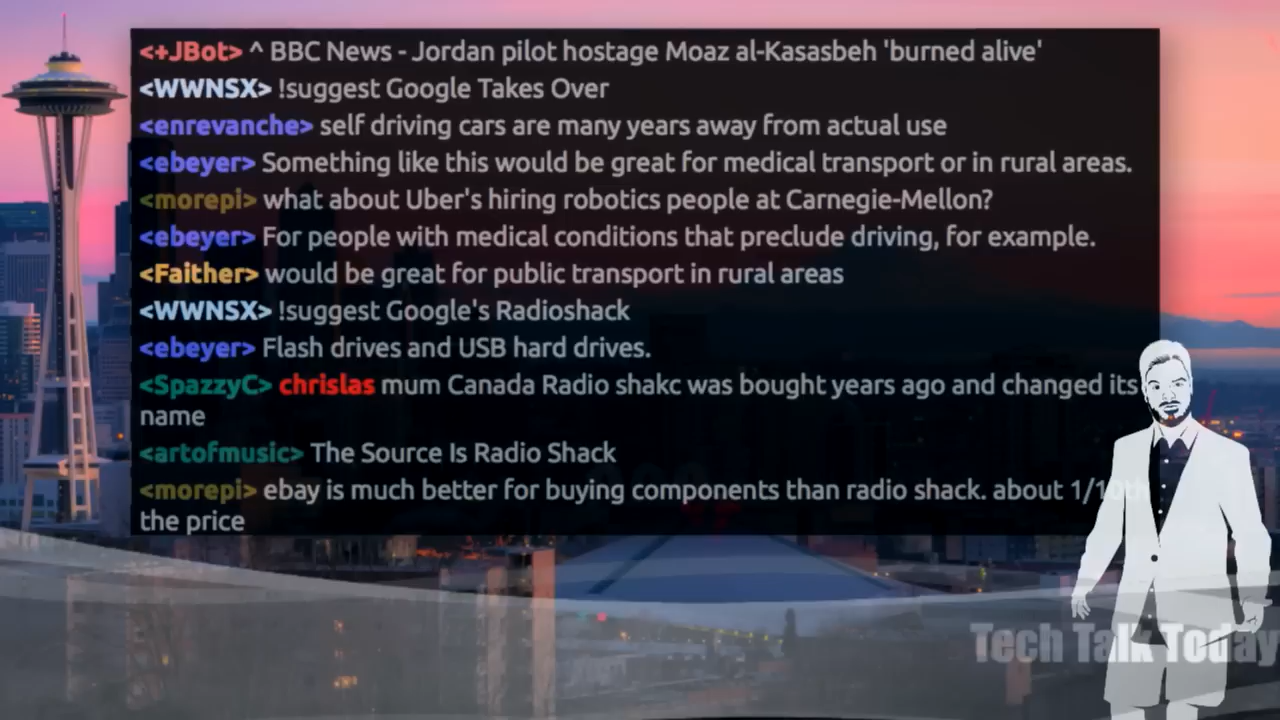 <+JBot> ^ BBC News - Jordan pilot hostage Moaz al-Kasasbeh 'burned alive'
<WWNSX> !suggest Google Takes Over
<enrevanche> self driving cars are many years away from actual use
<ebeyer> Something like this would be great for medical transport or in rural areas.
<morepi> what about Uber's hiring robotics people at Carnegie-Mellon?
<ebeyer> For people with medical conditions that preclude driving, for example.
<Faither> would be great for public transport in rural areas
<WWNSX> !suggest Google's Radioshack
<ebeyer> Flash drives and USB hard drives.
<SpazzyC> chrislas mum Canada Radio shakc was bought years ago and changed its
name
<artofmusic> The Source Is Radio Shack
<morepi> ebay is much better for buying components than radio shack. about 1/10th
the price
Tech Talk Today